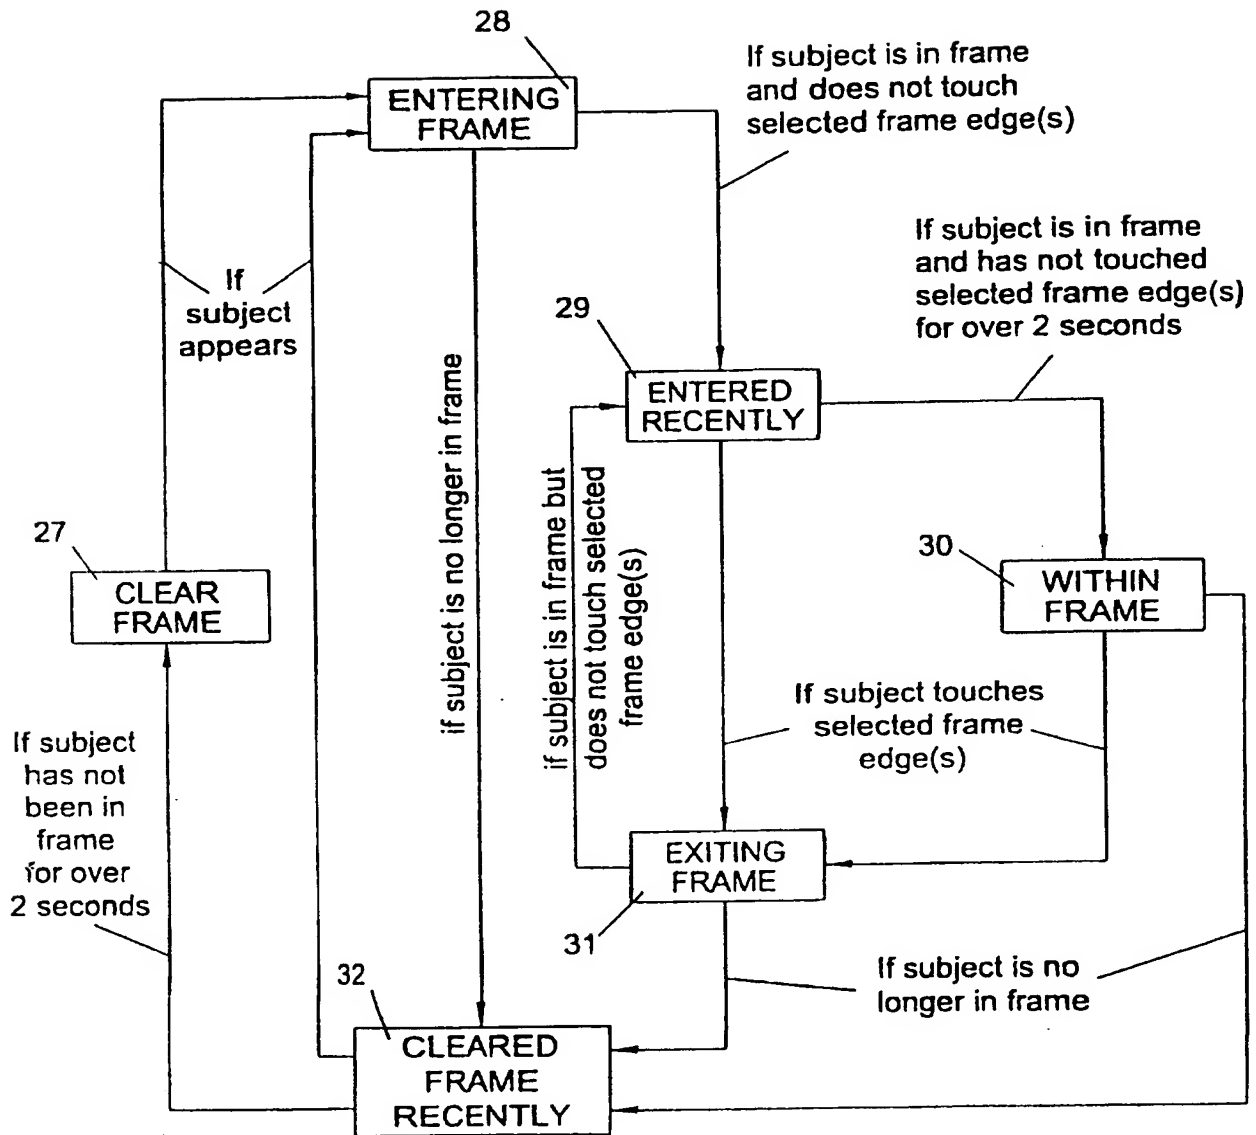 28
ENTERING
FRAME
If subject is in frame
and does not touch
selected frame edge(s)
If subject is in frame
and has not touched
selected frame edge(s)
for over 2 seconds
If
subject
appears
29
ENTERED
RECENTLY
if subject is no longer in frame
if subject is in frame but
does not touch selected
frame edge(s)
27
CLEAR
FRAME
30
WITHIN
FRAME
If subject touches
selected frame
edge(s)
If subject
has not
been in
frame
for over
2 seconds
EXITING
FRAME
31
If subject is no
longer in frame
32
CLEARED
FRAME
RECENTLY